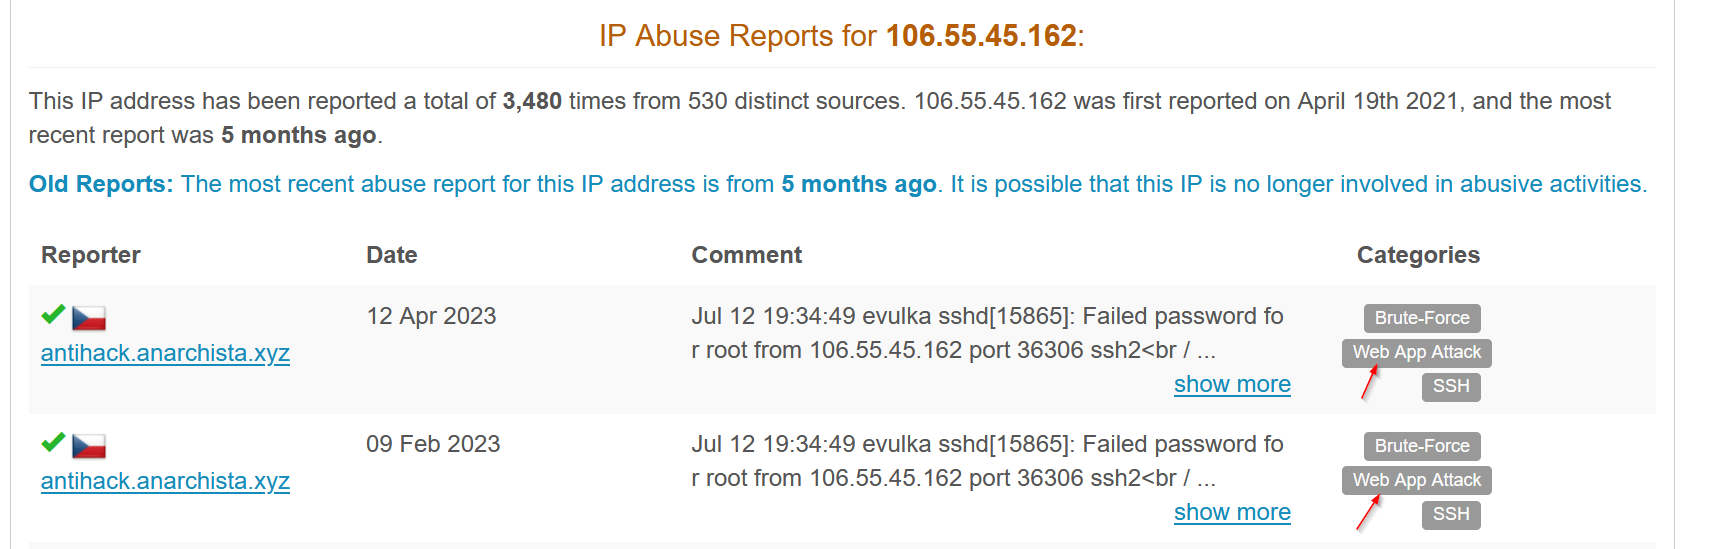 IP Abuse Reports for 106.55.45.162:
This IP address has been reported a total of 3,480 times from 530 distinct sources. 106.55.45.162 was first reported on April 19th 2021, and the most
recent report was 5 months ago.
Old Reports: The most recent abuse report for this IP address is from 5 months ago. It is possible that this IP is no longer involved in abusive activities.
Reporter Date Comment Categories
12 Apr 2023 Jul 12 19:34:49 evulka sshd[15865]: Failed password fo Brute-Force
antihack.anarchista.xyz r root from 106.55.45.162 port 36306 ssh2<br / ... Web App Attack
show more SSH
09 Feb 2023 Jul 12 19:34:49 evulka sshd[15865]: Failed password fo Brute-Force
antihack.anarchista.xyz r root from 106.55.45.162 port 36306 ssh2<br / ... Web App Attack
show more SSH